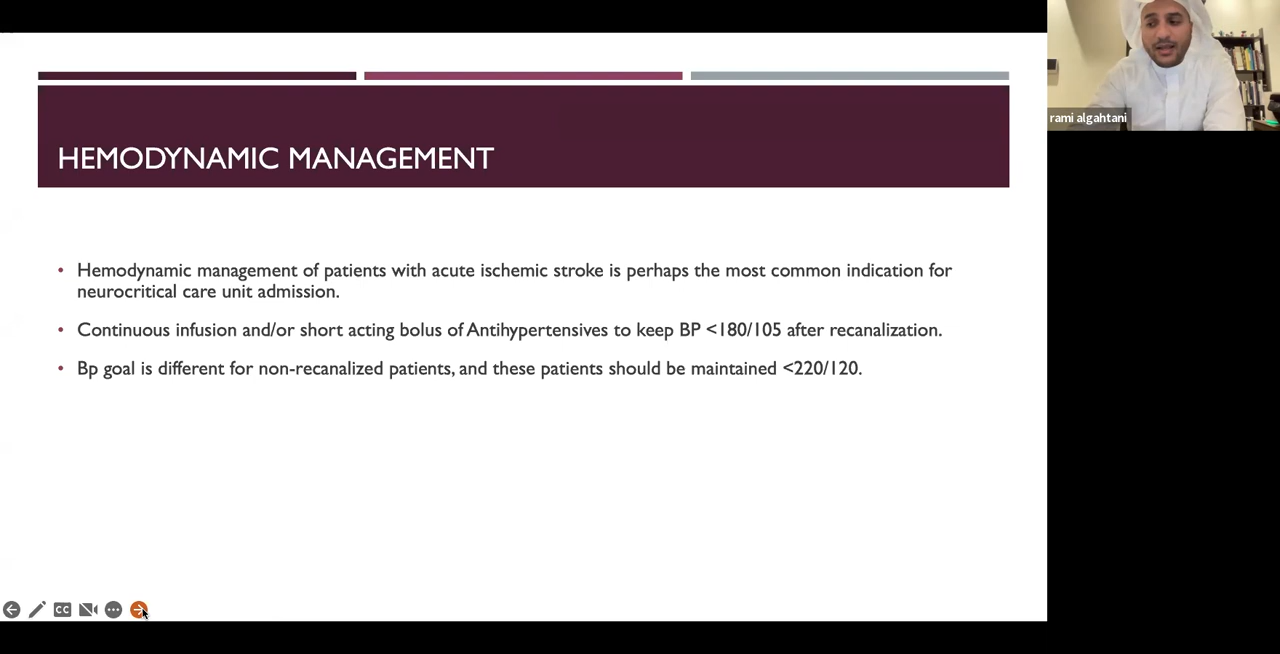 HEMODYNAMIC MANAGEMENT
• Hemodynamic management of patients with acute ischemic stroke is perhaps the most common indication for
neurocritical care unit admission.
• Continuous infusion and/or short acting bolus of Antihypertensives to keep BP <180/105 after recanalization.
• Bp goal is different for non-recanalized patients, and these patients should be maintained <220/120.
rami algahtani
CC